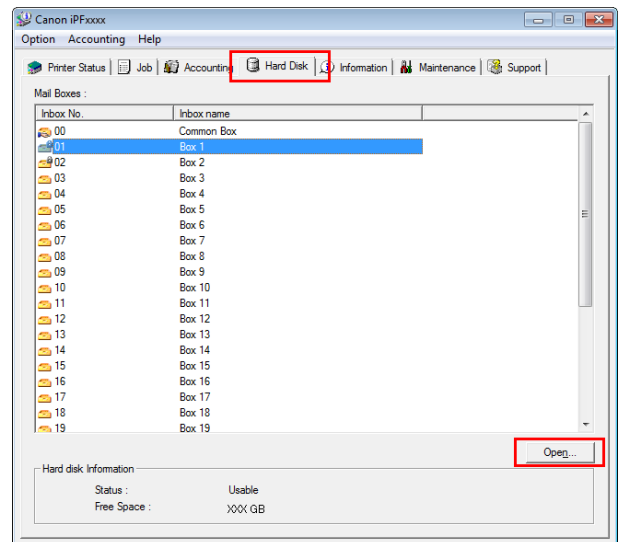 Canon iPFxxxx
Option Accounting Help
Printer Status Job Accounting Hard Disk Information Maintenance Support
Mail Boxes :
Inbox No. Inbox name
00 Common Box
01 Box 1
02 Box 2
03 Box 3
04 Box 4
05 Box 5
06 Box 6
07 Box 7
08 Box 8
09 Box 9
10 Box 10
11 Box 11
12 Box 12
13 Box 13
14 Box 14
15 Box 15
16 Box 16
17 Box 17
18 Box 18
19 Box 19
Open...
Hard disk Information
Status : Usable
Free Space : XXX GB